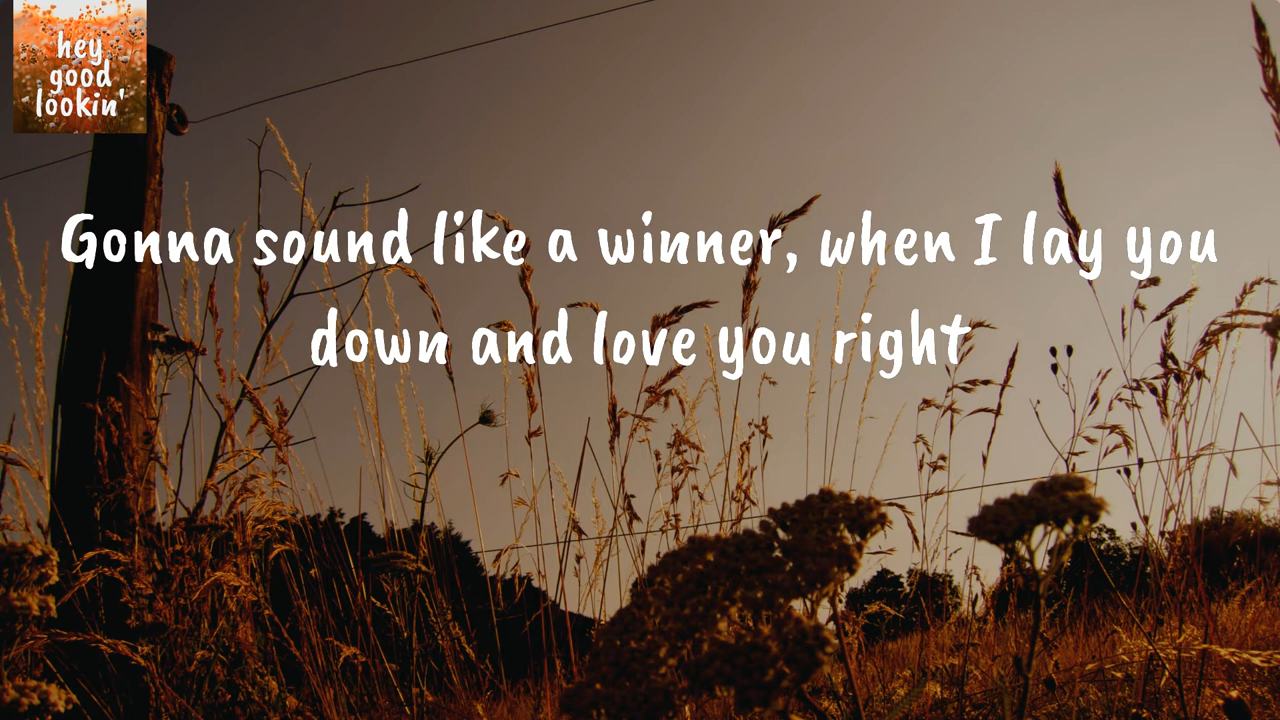 hey
good
lookin'
Gonna sound like a winner, when I lay you
down and love you right